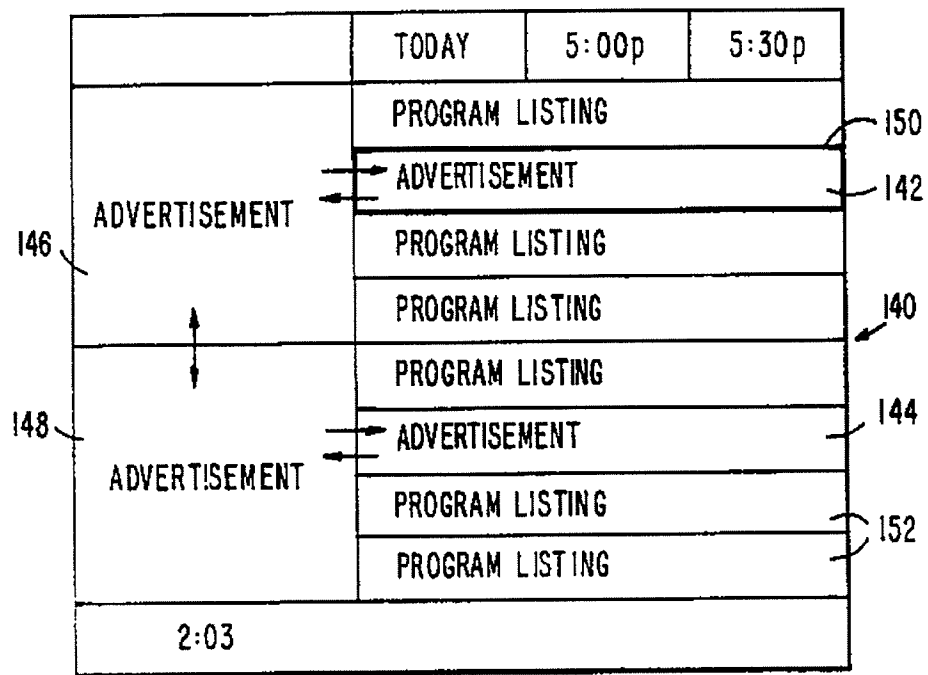 TODAY 5:00p 5:30p
PROGRAM LISTING
150
ADVERTISEMENT
142
ADVERTISEMENT
146
PROGRAM LISTING
PROGRAM LISTING
140
PROGRAM LISTING
148
ADVERTISEMENT
144
ADVERTISEMENT
PROGRAM LISTING
152
PROGRAM LISTING
2:03